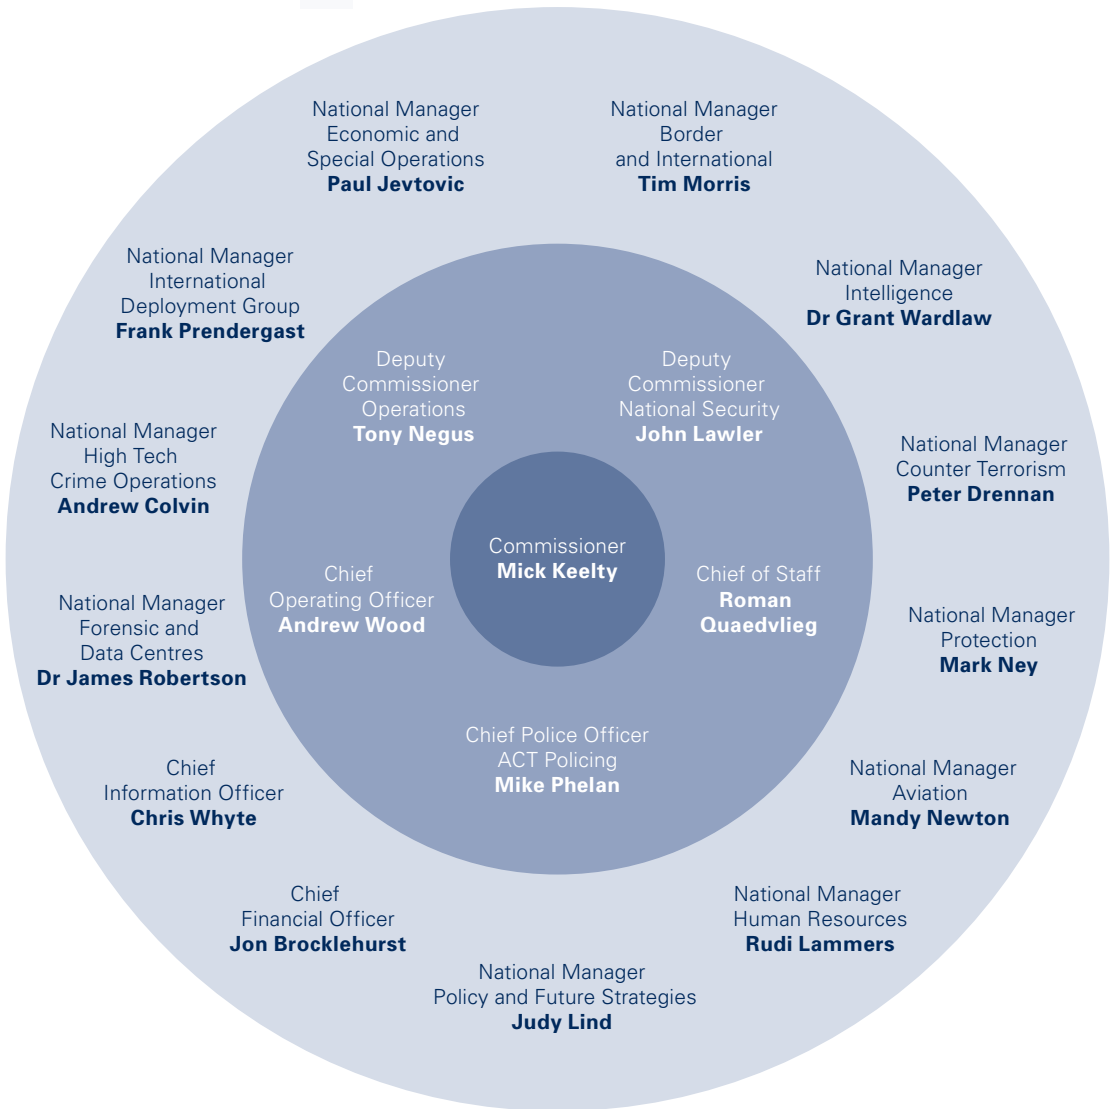 National Manager
Economic and
Special Operations
Paul Jevtovic
National Manager
Border
and International
Tim Morris
National Manager
International
Deployment Group
Frank Prendergast
National Manager
Intelligence
Dr Grant Wardlaw
Deputy
Commissioner
Operations
Tony Negus
Deputy
Commissioner
National Security
John Lawler
National Manager
High Tech
Crime Operations
Andrew Colvin
National Manager
Counter Terrorism
Peter Drennan
Commissioner
Mick Keelty
Chief
Operating Officer
Andrew Wood
Chief of Staff
Roman
Quaedvlieg
National Manager
Forensic and
Data Centres
Dr James Robertson
National Manager
Protection
Mark Ney
Chief Police Officer
ACT Policing
Mike Phelan
Chief
Information Officer
Chris Whyte
National Manager
Aviation
Mandy Newton
Chief
Financial Officer
Jon Brocklehurst
National Manager
Human Resources
Rudi Lammers
National Manager
Policy and Future Strategies
Judy Lind